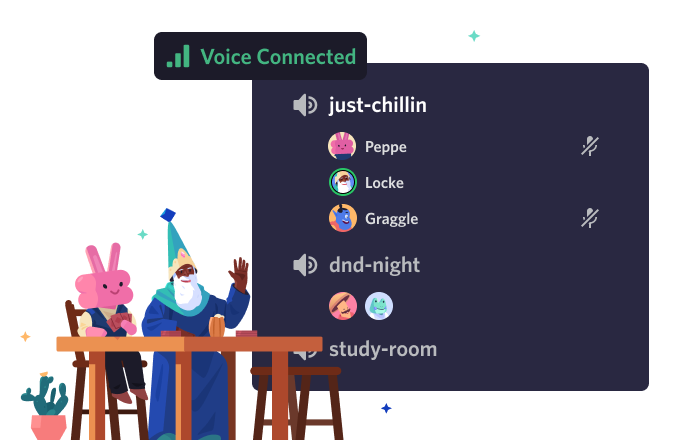 Voice Connected
just-chillin
Peppe
Locke
Graggle
dnd-night
study-room